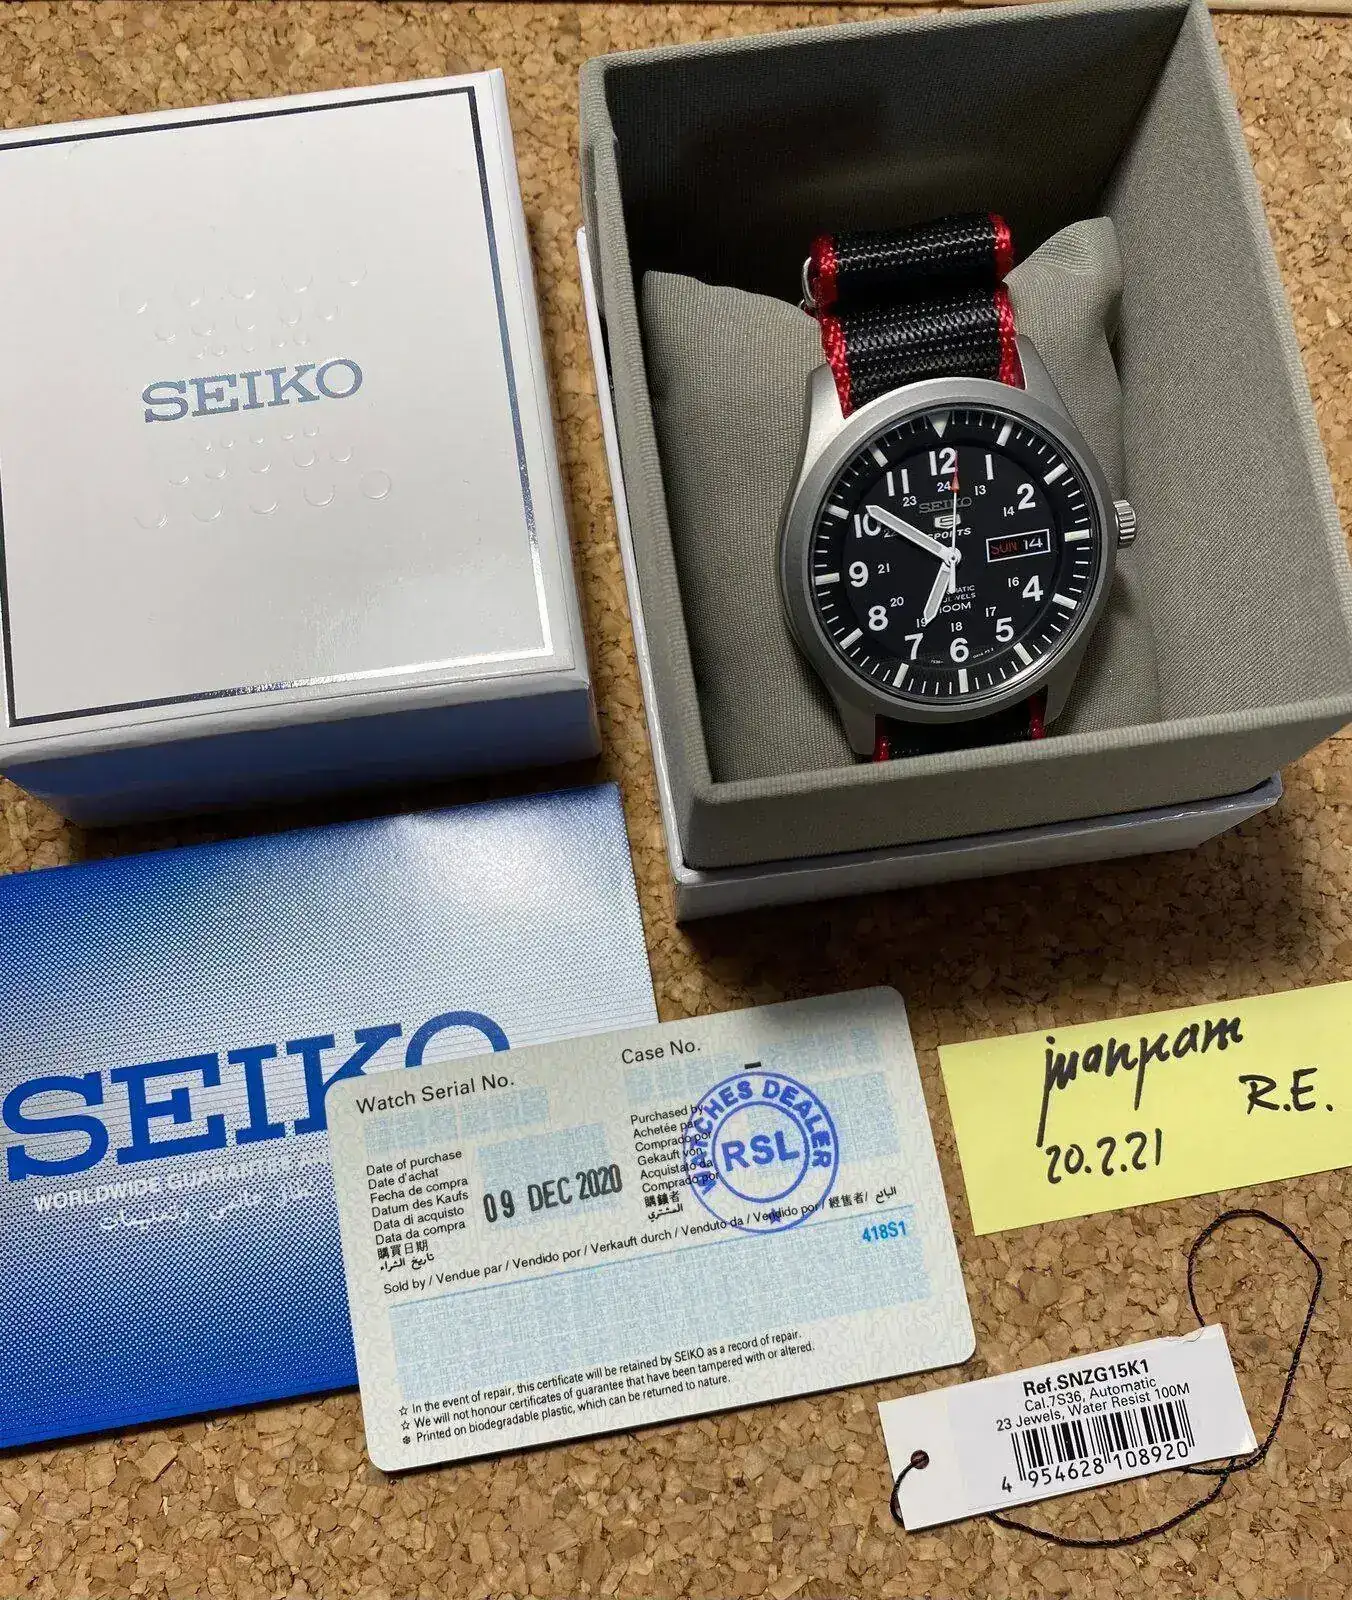 SEIKO
12
1
2
4
5
6
7
8
9
10
11
24
13
14
16
17
18
19
20
21
23
SEIKO
5
SPORTS
SUN 14
100M
SEIKO
WORLDWIDE GUARANTEE
Watch Serial No.
Case No.
Date of purchase
Date d'achat
Fecha de compra
Datum des Kaufs
Data di acquisto
Data da compra
購買日期
تاريخ الشراء
09 DEC 2020
Purchased by
Achetée par
Comprado por
Gekauft von
Acquistato da
Comprado por
購錶者
المشتري
WATCHES DEALER
RSL
Sold by / Vendue par / Vendido por / Verkauft durch / Venduto da / Vendido por / 經售者 / البائع
418S1
☆ In the event of repair, this certificate will be retained by SEIKO as a record of repair.
☆ We will not honour certificates of guarantee that have been tampered with or altered.
❃ Printed on biodegradable plastic, which can be returned to nature.
juanpam
R.E.
20.2.21
Ref.SNZG15K1
Cal.7S36, Automatic
23 Jewels, Water Resist 100M
4 954628 108920